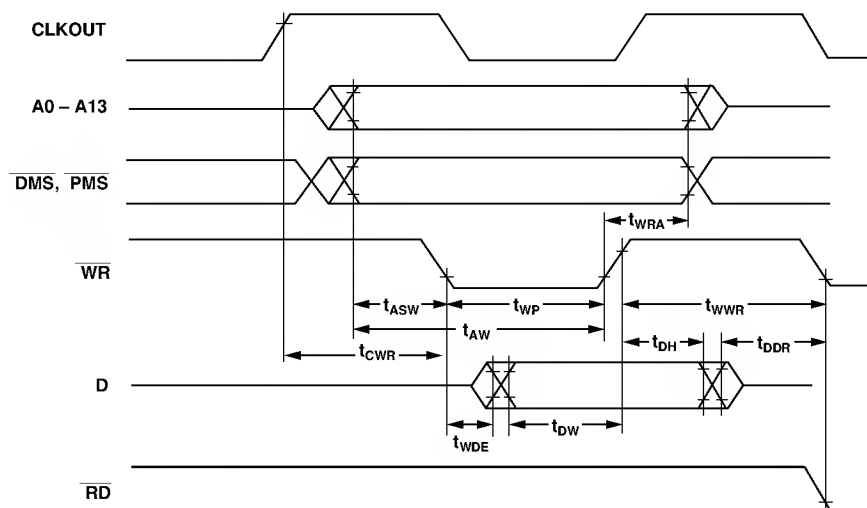 CLKOUT
A0 – A13
DMS, PMS
tWRA
WR
tASW
tWP
tWWR
tAW
tDH
tDDR
tCWR
D
tWDE
tDW
RD